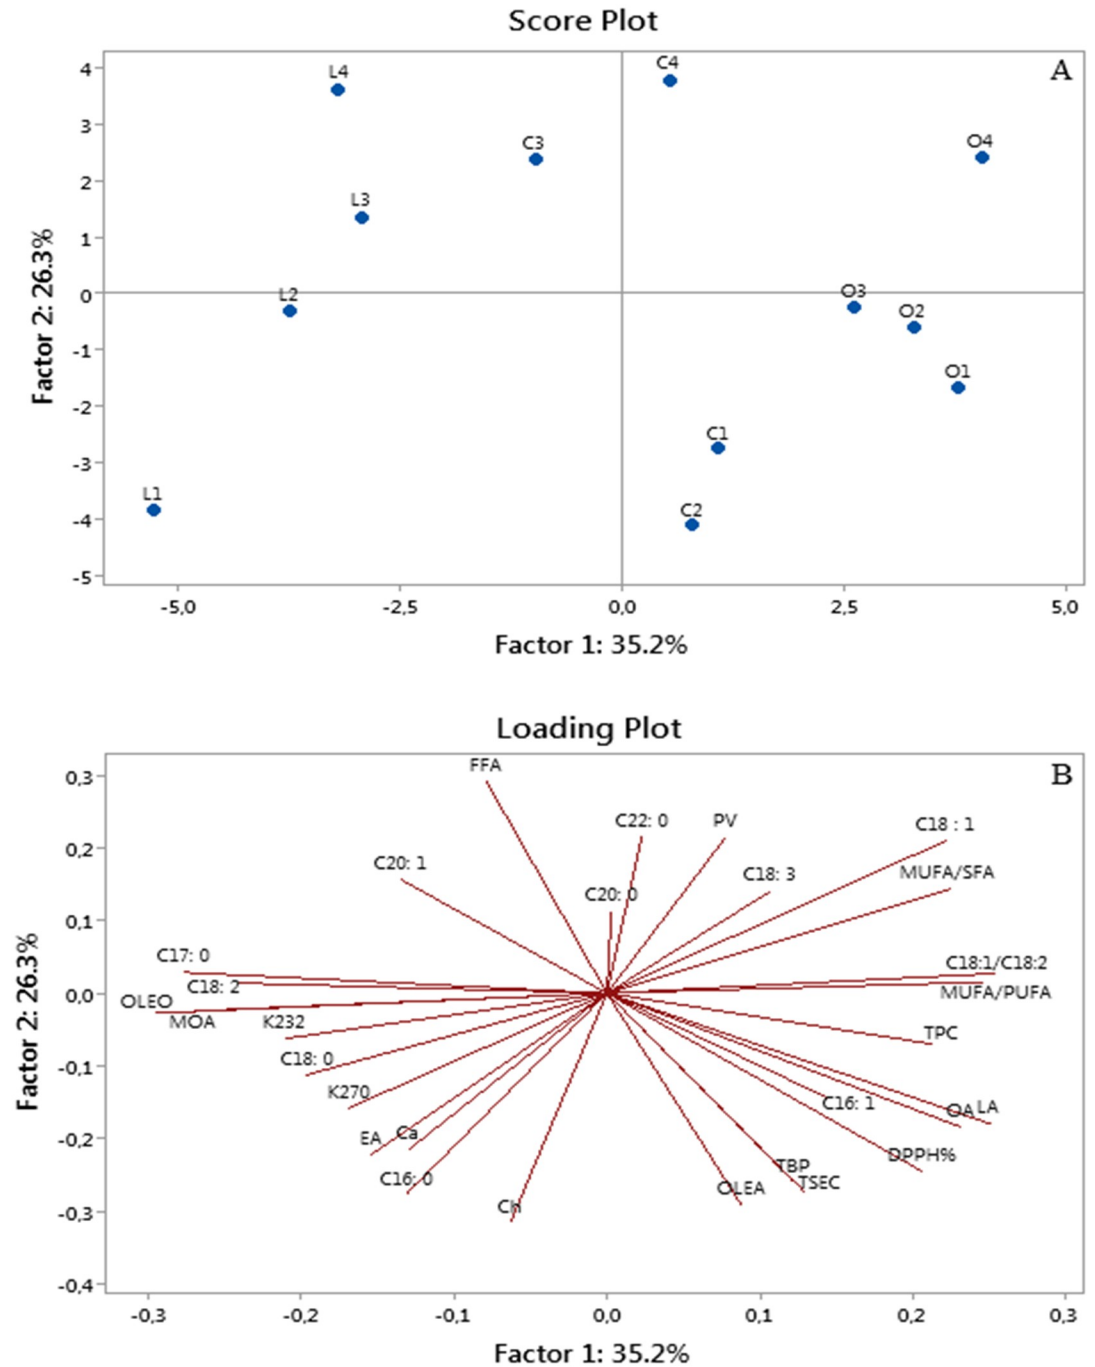 Score Plot
A
4
3
2
1
0
-1
-2
-3
-4
-5
Factor 2: 26.3%
L4
C4
C3
O4
L3
L2
O3
O2
O1
C1
L1
C2
-5,0
-2,5
0,0
2,5
5,0
Factor 1: 35.2%
Loading Plot
B
0,3
0,2
0,1
0,0
-0,1
-0,2
-0,3
-0,4
Factor 2: 26.3%
FFA
C22: 0
PV
C18 : 1
C20: 1
C18: 3
MUFA/SFA
C20: 0
C17: 0
C18:1/C18:2
C18: 2
MUFA/PUFA
OLEO
MOA
K232
TPC
C18: 0
K270
C16: 1
OA
LA
EA
Ca
DPPH%
C16: 0
TBP
TSEC
OLEA
Ch
-0,3
-0,2
-0,1
0,0
0,1
0,2
0,3
Factor 1: 35.2%